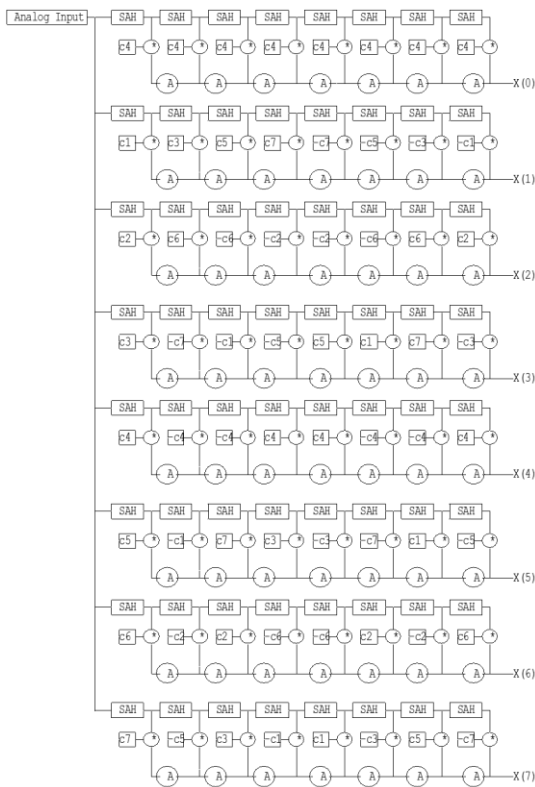 Analog Input SAH SAH SAH SAH SAH SAH SAH SAH
c4 * c4 * c4 * c4 * c4 * c4 * c4 * c4 *
A A A A A A A X(0)
SAH SAH SAH SAH SAH SAH SAH SAH
c1 * c3 * c5 * c7 * -c7 * -c5 * -c3 * -c1 *
A A A A A A A X(1)
SAH SAH SAH SAH SAH SAH SAH SAH
c2 * c6 * -c6 * -c2 * -c2 * -c6 * c6 * c2 *
A A A A A A A X(2)
SAH SAH SAH SAH SAH SAH SAH SAH
c3 * -c7 * -c1 * -c5 * c5 * c1 * c7 * -c3 *
A A A A A A A X(3)
SAH SAH SAH SAH SAH SAH SAH SAH
c4 * -c4 * -c4 * c4 * c4 * -c4 * -c4 * c4 *
A A A A A A A X(4)
SAH SAH SAH SAH SAH SAH SAH SAH
c5 * -c1 * c7 * c3 * -c3 * -c7 * c1 * -c5 *
A A A A A A A X(5)
SAH SAH SAH SAH SAH SAH SAH SAH
c6 * -c2 * c2 * -c6 * -c6 * c2 * -c2 * c6 *
A A A A A A A X(6)
SAH SAH SAH SAH SAH SAH SAH SAH
c7 * -c5 * c3 * -c1 * c1 * -c3 * c5 * -c7 *
A A A A A A A X(7)